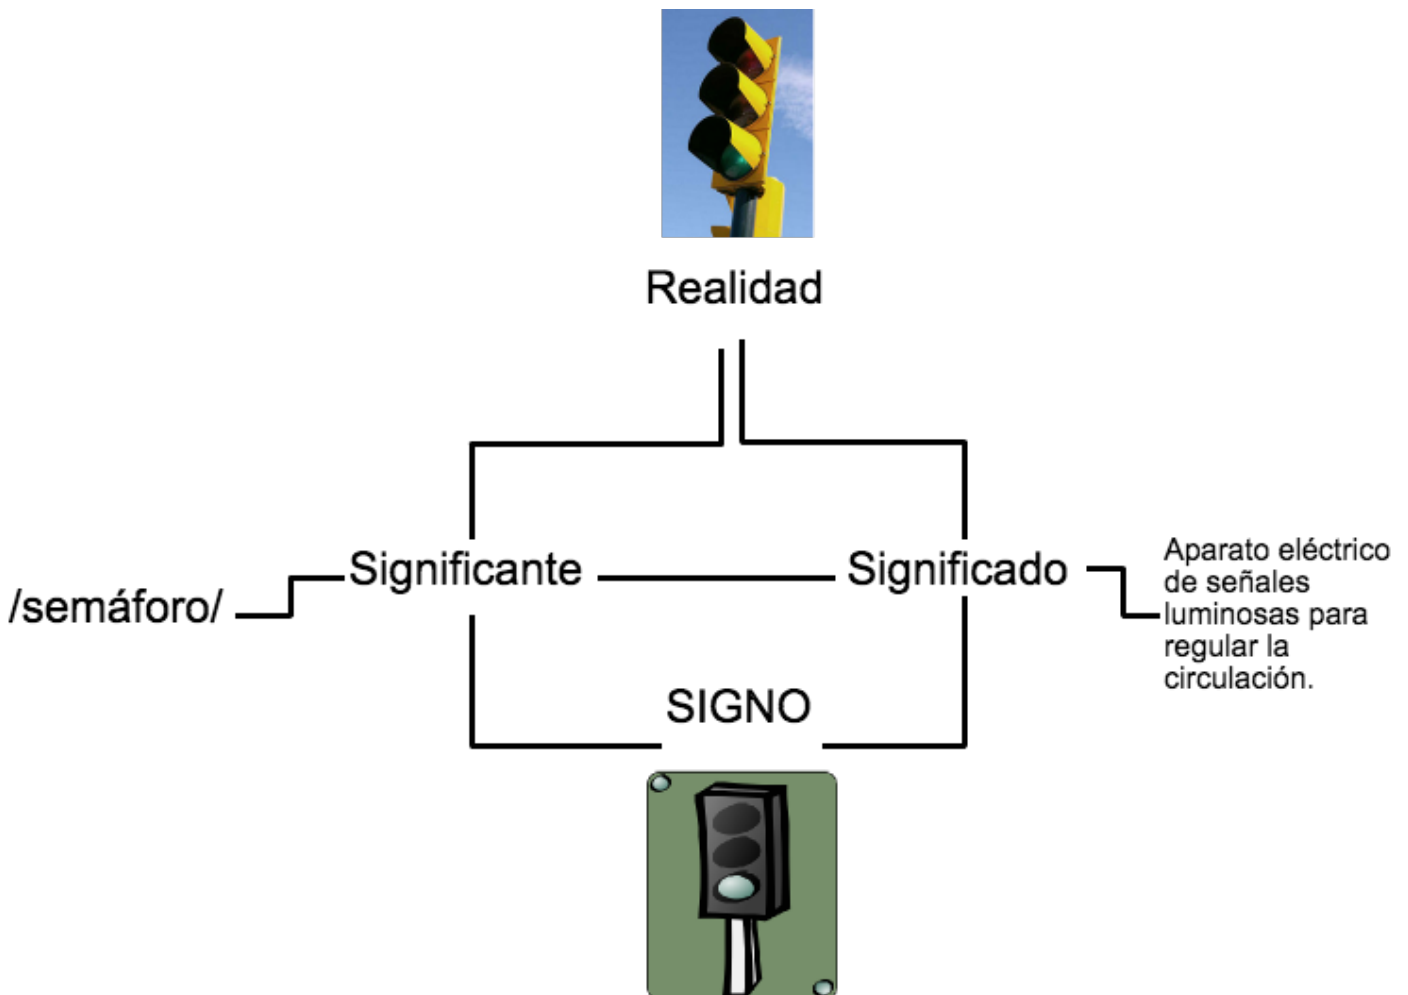 Realidad
Significante
Significado
/semáforo/
Aparato eléctrico
de señales
luminosas para
regular la
circulación.
SIGNO